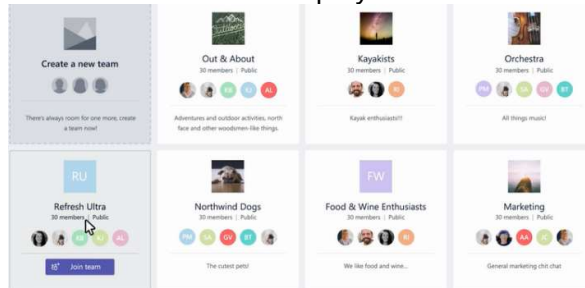 Create a new team
There's always room for one more, create
a team now!
Out & About
30 members | Public
KB KJ AL
Adventures and outdoor activities, north
face and other woodsmen-like things.
Kayakists
30 members | Public
RI
Kayak enthusiasts!!!
Orchestra
30 members | Public
PM SA GV BT
All things music!
RU
Refresh Ultra
30 members | Public
KB KJ AL
Join team
Northwind Dogs
30 members | Public
PM SA GV BT
The cutest pets!
FW
Food & Wine Enthusiasts
30 members | Public
RI
We like food and wine...
Marketing
30 members | Public
AA
General marketing chit chat